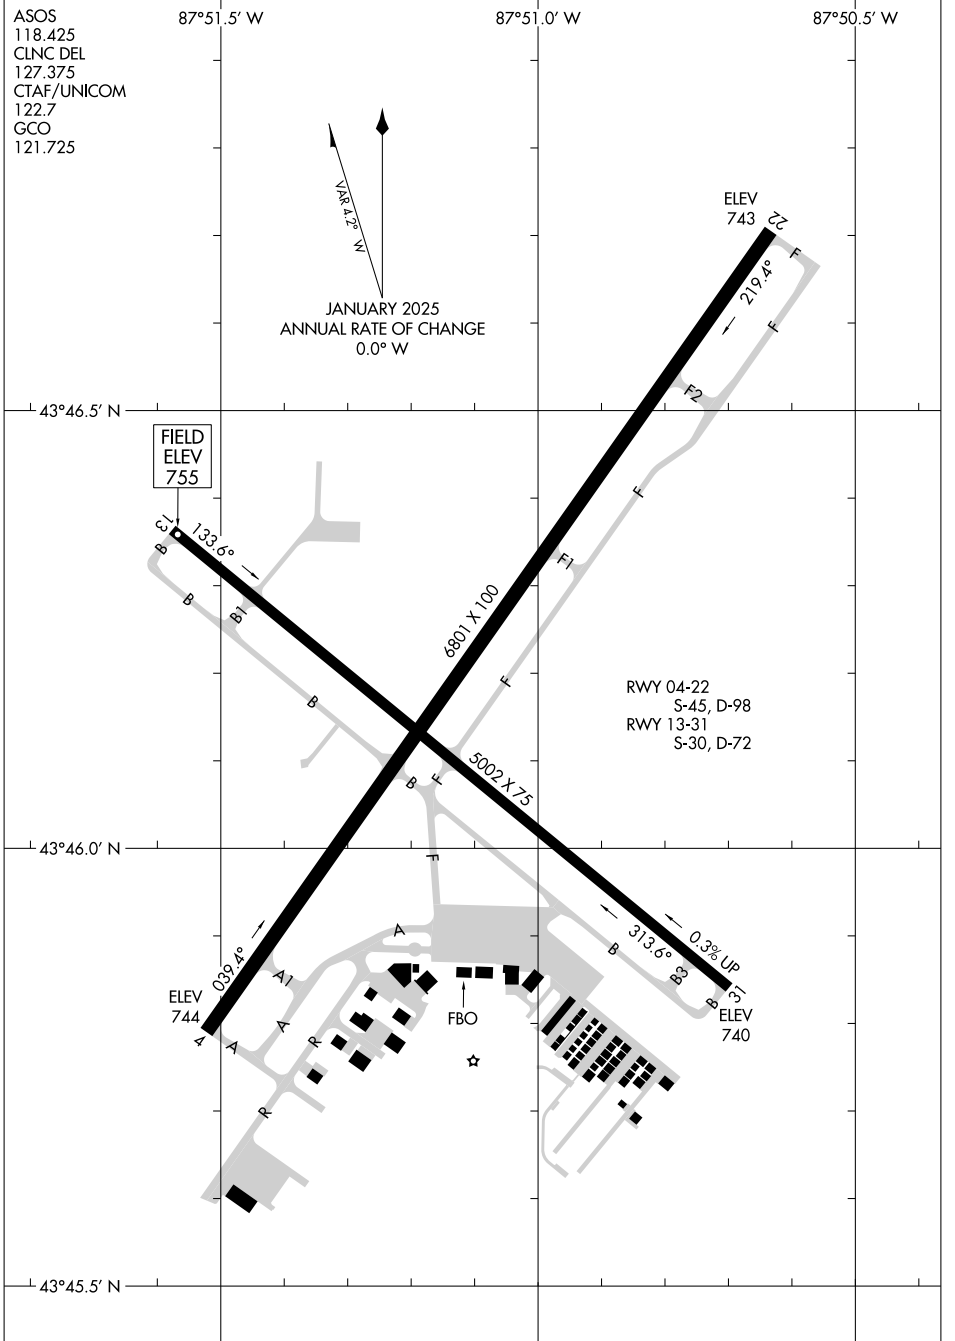 ASOS
118.425
CLNC DEL
127.375
CTAF/UNICOM
122.7
GCO
121.725
87°51.5' W
87°51.0' W
87°50.5' W
VAR 4.2° W
JANUARY 2025
ANNUAL RATE OF CHANGE
0.0° W
ELEV
743
22
F
219.4°
F
F2
43°46.5' N
FIELD
ELEV
755
13
133.6°
B
B
B1
F
F1
6801 X 100
F
B
RWY 04-22
S-45, D-98
RWY 13-31
S-30, D-72
B
F
5002 X 75
43°46.0' N
F
A
039.4°
A1
ELEV
744
4
A
A
R
R
FBO
B
313.6°
0.3% UP
B3
B
31
ELEV
740
43°45.5' N